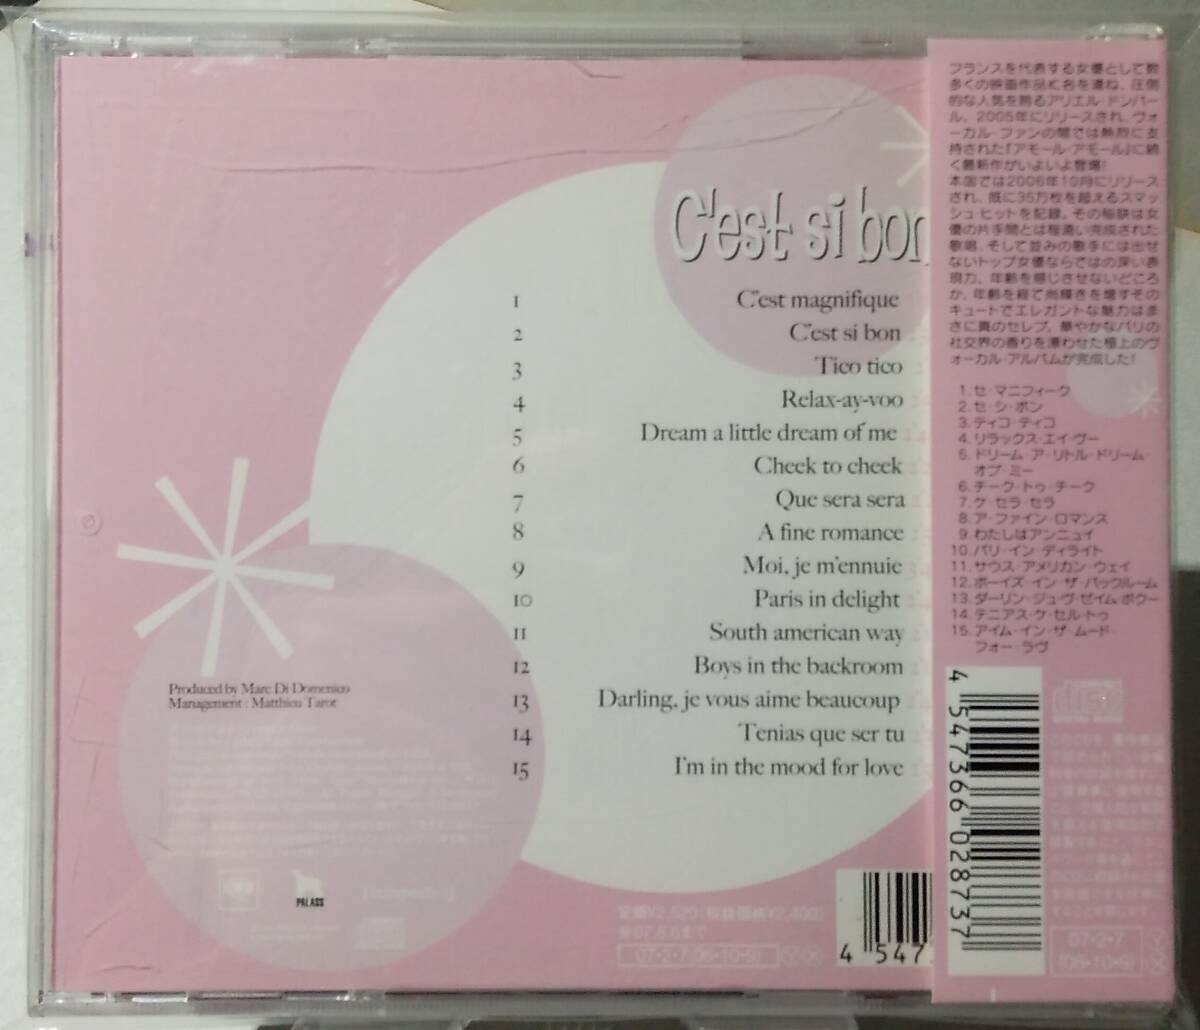 C'est si bon
1 C'est magnifique
2 C'est si bon
3 Tico tico
4 Relax-ay-voo
5 Dream a little dream of me
6 Cheek to cheek
7 Que sera sera
8 A fine romance
9 Moi, je m'ennuie
10 Paris in delight
11 South american way
12 Boys in the backroom
13 Darling, je vous aime beaucoup
14 Tenias que ser tu
15 I'm in the mood for love
Produced by Marc Di Domenico
Management : Matthieu Tarot
PALASS
定価¥2,520(税抜価格¥2,400)
07・2・7(06・10・9)
4 547
フランスを代表する女優として数
多くの映画作品に名を連ね、圧倒
的な人気を誇るアリエル・ドンバー
ル。2005年にリリースされ、ヴォ
ーカル・ファンの間では熱烈に支
持された『アモール・アモール』に続
く最新作がいよいよ登場!
本国では2006年10月にリリース
され、既に35万枚を超えるスマッ
シュ・ヒットを記録。その秘訣は女
優の片手間とは程遠い完成された
歌唱、そして並みの歌手には出せ
ないトップ女優ならではの深い表
現力。年齢を感じさせないどころ
か、年齢を経て尚輝きを増すその
キュートでエレガントな魅力はま
さに真のセレブ。華やかなパリの
社交界の香りを漂わせた極上のヴ
ォーカル・アルバムが完成した!
1. セ・マニフィーク
2. セ・シ・ボン
3. ティコ・ティコ
4. リラックス・エイ・ヴー
5. ドリーム・ア・リトル・ドリーム・
オブ・ミー
6. チーク・トゥ・チーク
7. ケ・セラ・セラ
8. ア・ファイン・ロマンス
9. わたしはアンニュイ
10. パリ・イン・ディライト
11. サウス・アメリカン・ウェイ
12. ボーイズ・イン・ザ・バックルーム
13. ダーリン・ジュ・ヴ・ゼイム・ボクー
14. テニアス・ケ・セル・トゥ
15. アイム・イン・ザ・ムード・
フォー・ラヴ
4 547366 028737
07・2・7
(06・10・9)